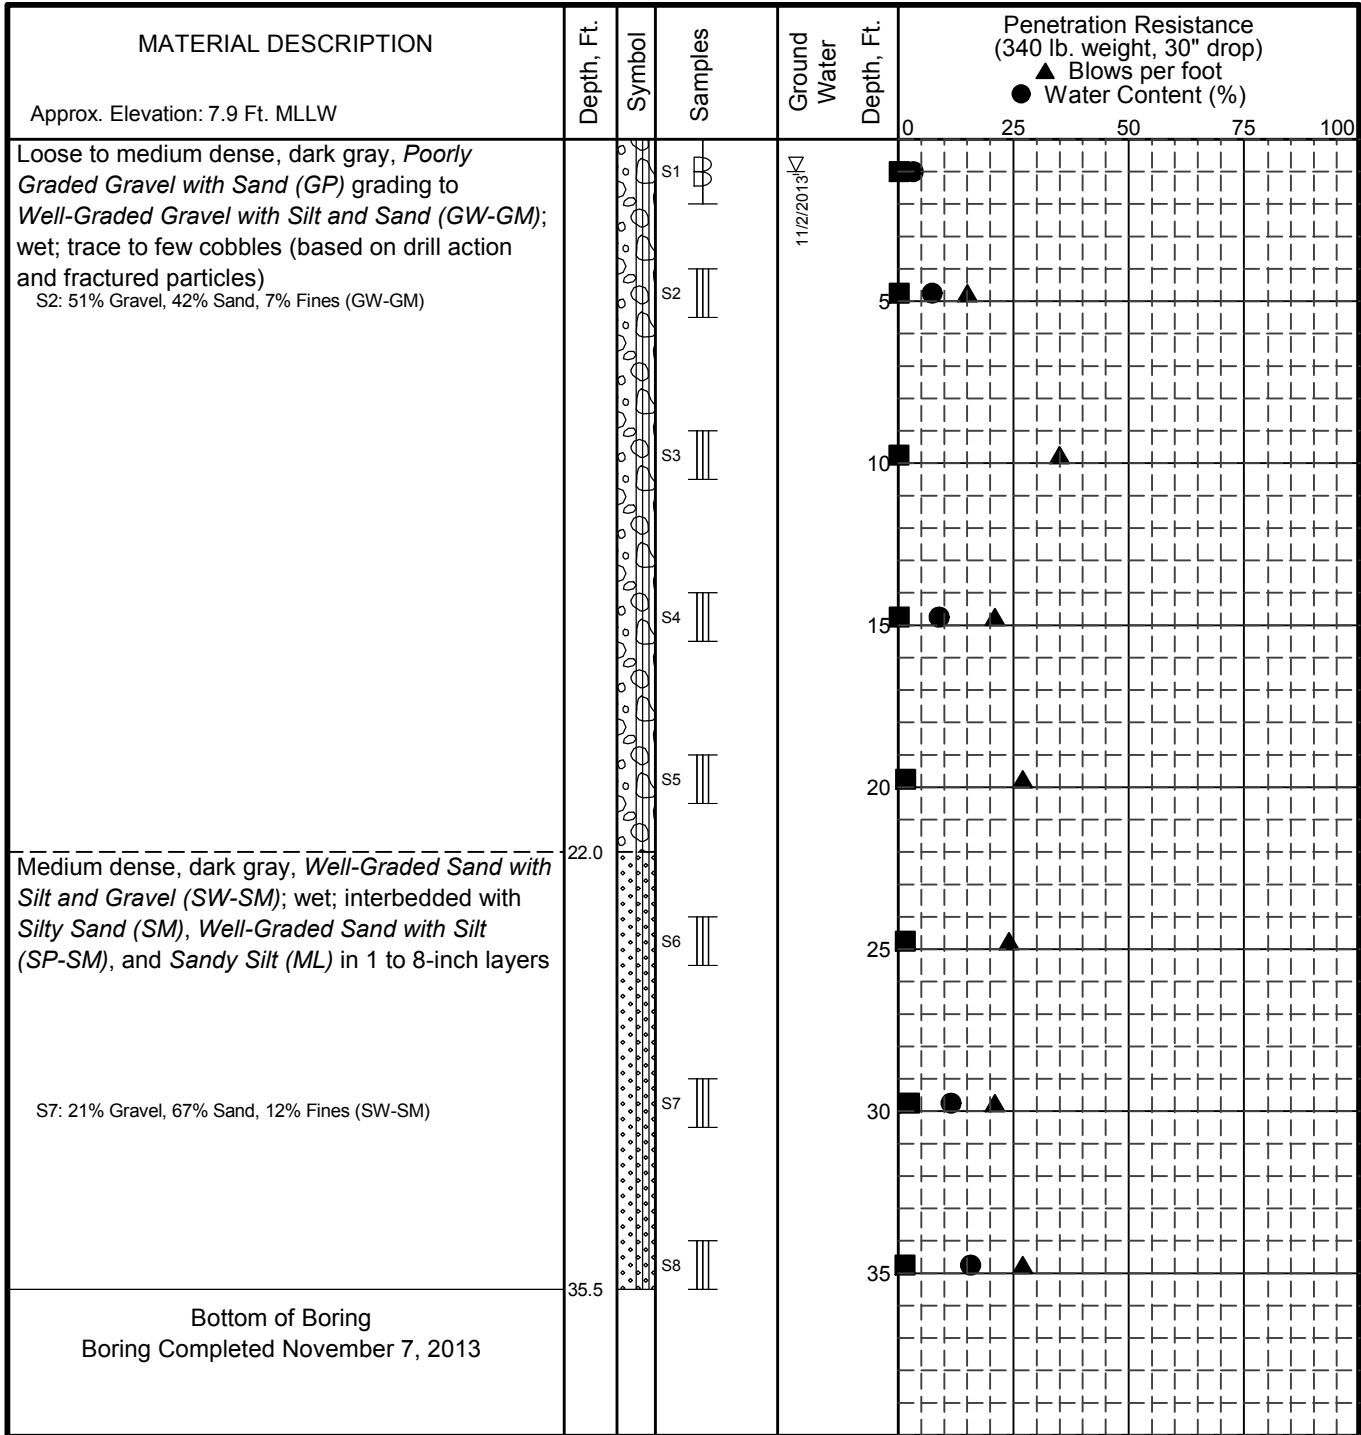 MATERIAL DESCRIPTION
Approx. Elevation: 7.9 Ft. MLLW
Depth, Ft.
Symbol
Samples
Ground
Water
Depth, Ft.
Penetration Resistance
(340 lb. weight, 30" drop)
▲ Blows per foot
● Water Content (%)
0 25 50 75 100
Loose to medium dense, dark gray, Poorly
Graded Gravel with Sand (GP) grading to
Well-Graded Gravel with Silt and Sand (GW-GM);
wet; trace to few cobbles (based on drill action
and fractured particles)
S2: 51% Gravel, 42% Sand, 7% Fines (GW-GM)
22.0
Medium dense, dark gray, Well-Graded Sand with
Silt and Gravel (SW-SM); wet; interbedded with
Silty Sand (SM), Well-Graded Sand with Silt
(SP-SM), and Sandy Silt (ML) in 1 to 8-inch layers
S7: 21% Gravel, 67% Sand, 12% Fines (SW-SM)
35.5
Bottom of Boring
Boring Completed November 7, 2013
S1
S2
S3
S4
S5
S6
S7
S8
11/2/2013
5
10
15
20
25
30
35